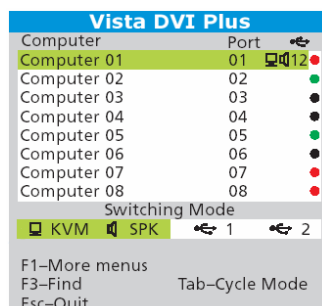 Vista DVI Plus
Computer Port
Computer 01 01 12
Computer 02 02
Computer 03 03
Computer 04 04
Computer 05 05
Computer 06 06
Computer 07 07
Computer 08 08
Switching Mode
KVM SPK 1 2
F1–More menus
F3–Find Tab–Cycle Mode
Esc–Quit